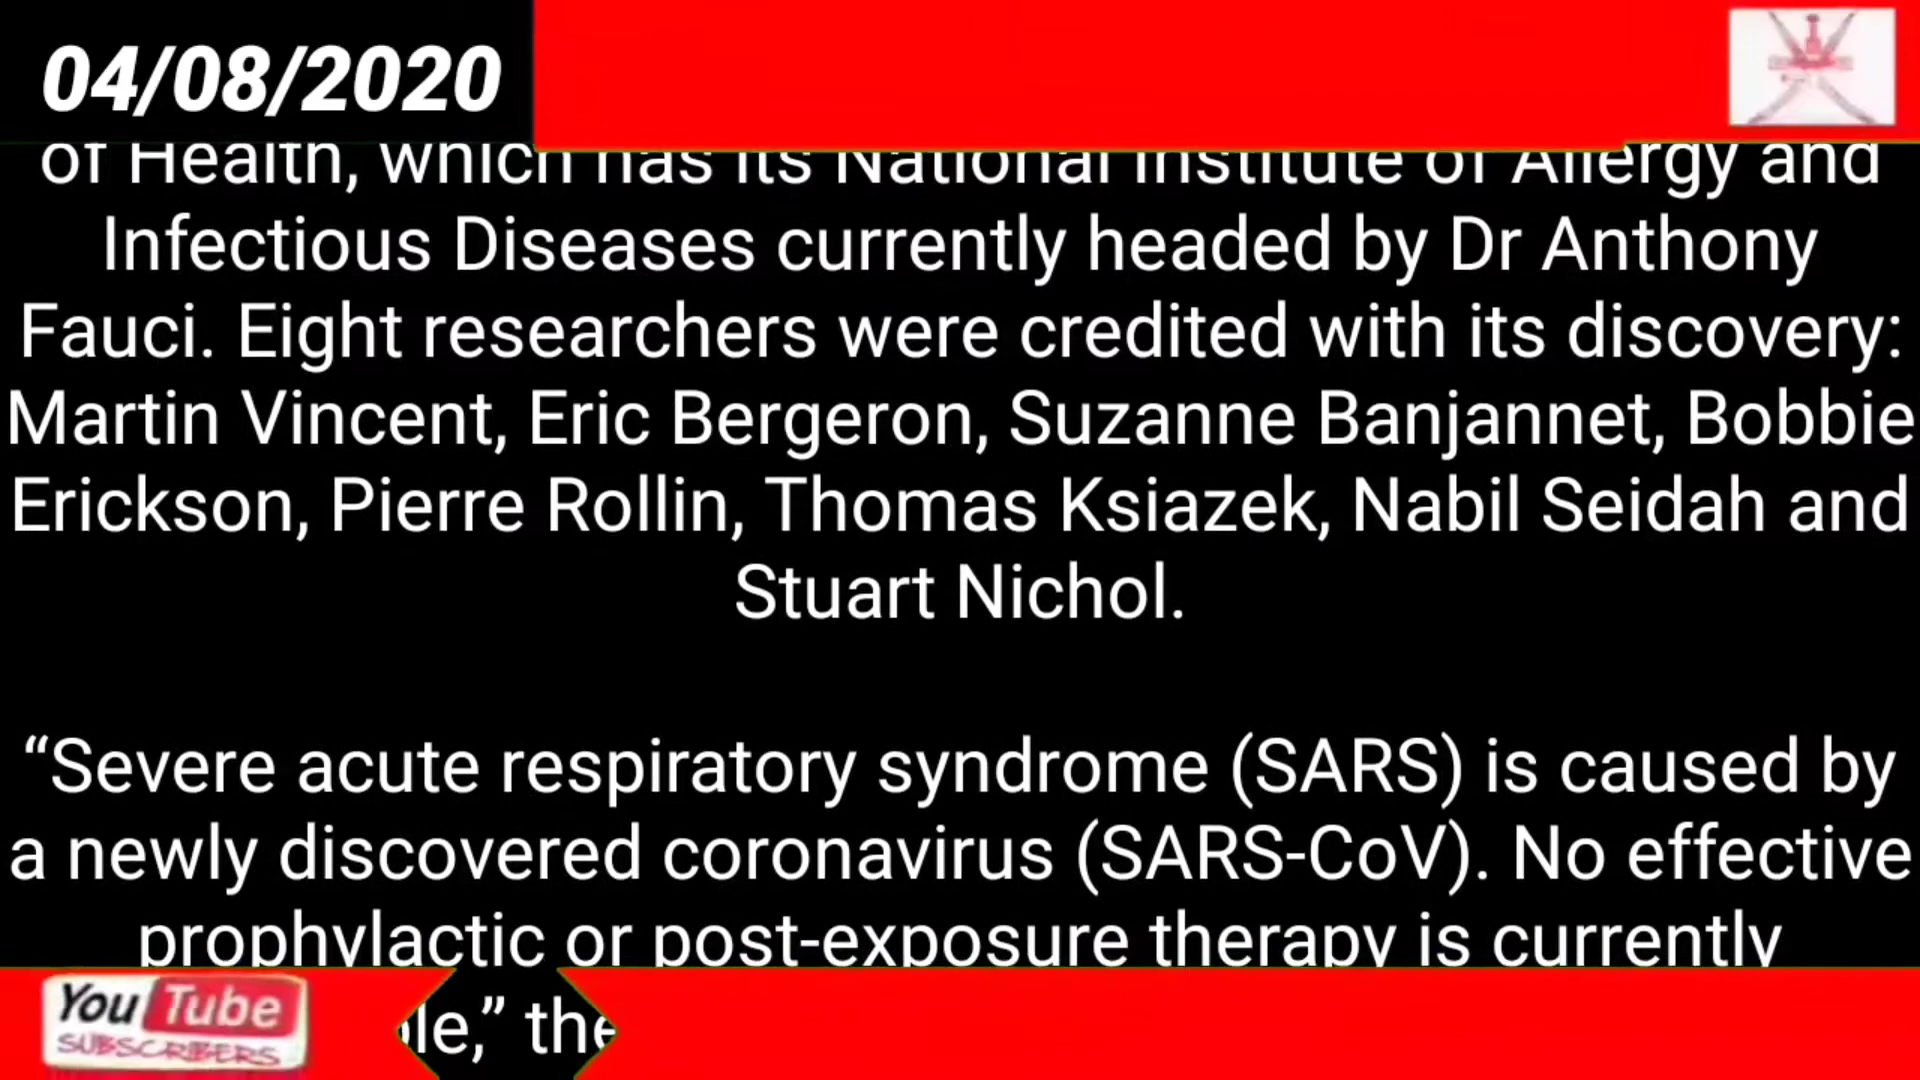 04/08/2020
of Health, which has its National Institute of Allergy and
Infectious Diseases currently headed by Dr Anthony
Fauci. Eight researchers were credited with its discovery:
Martin Vincent, Eric Bergeron, Suzanne Banjannet, Bobbie
Erickson, Pierre Rollin, Thomas Ksiazek, Nabil Seidah and
Stuart Nichol.
“Severe acute respiratory syndrome (SARS) is caused by
a newly discovered coronavirus (SARS-CoV). No effective
prophylactic or post-exposure therapy is currently
le,” the
YouTube
SUBSCRIBERS